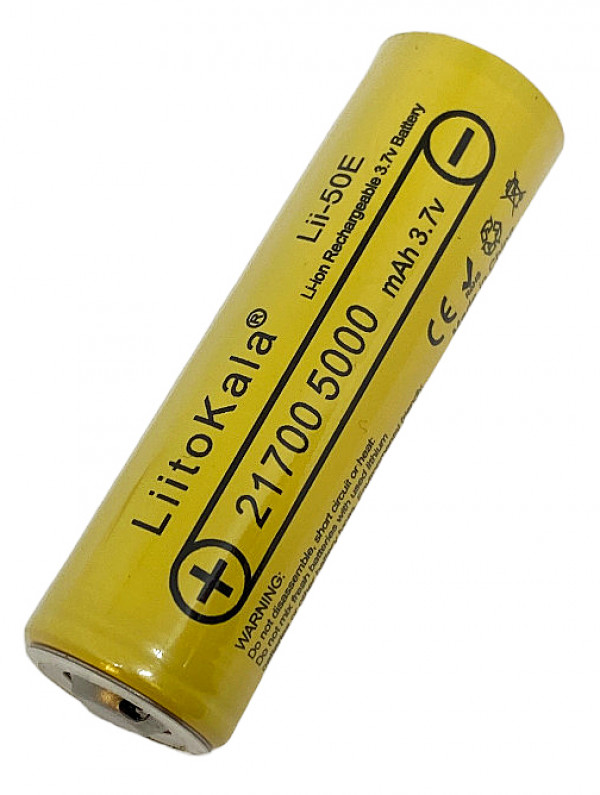 LiitoKala®
Lii-50E
Li-Ion Rechargeable 3.7v Battery
+ 21700 5000 mAh 3.7v −
CE
WARNING:
Do not disassemble, short circuit or heat;
Do not mix fresh batteries with used lithium